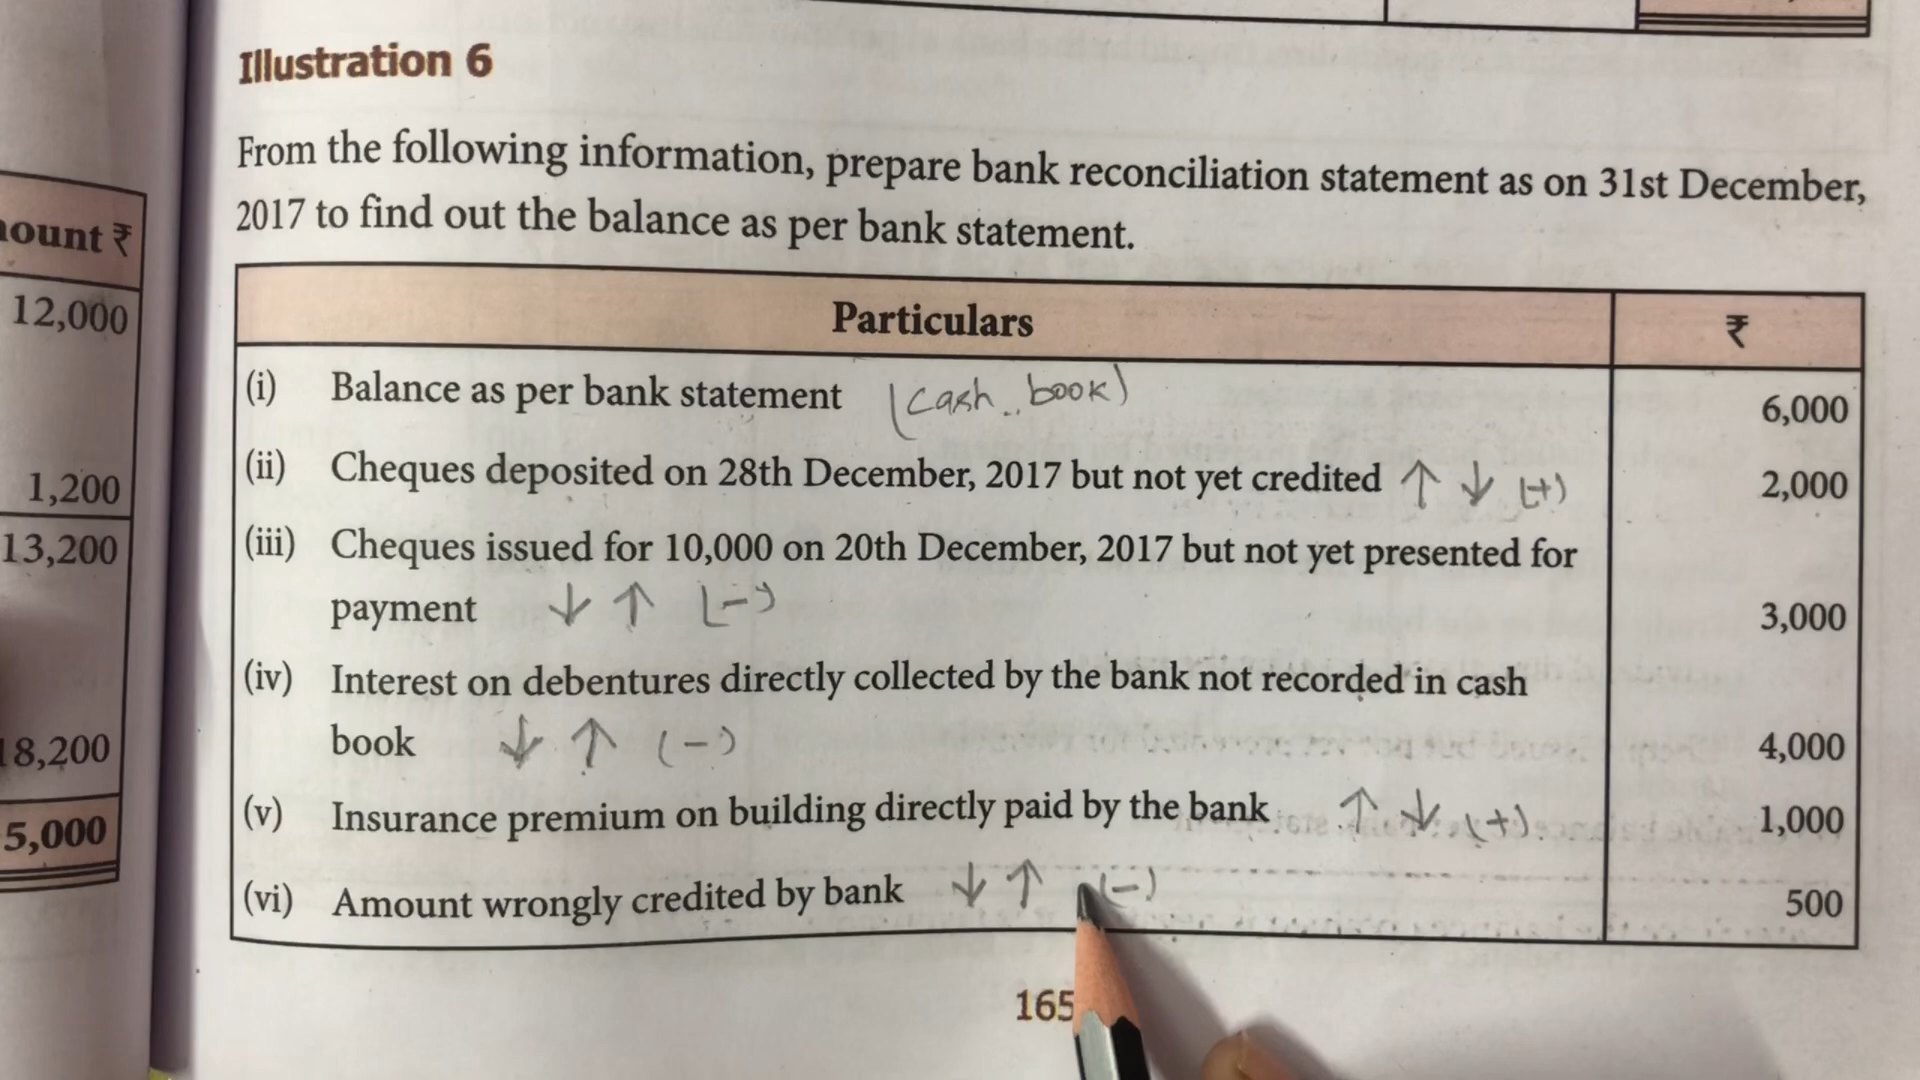 Illustration 6
From the following information, prepare bank reconciliation statement as on 31st December,
2017 to find out the balance as per bank statement.
ount ₹
12,000
1,200
13,200
8,200
5,000
Particulars ₹
(i) Balance as per bank statement (cash book) 6,000
(ii) Cheques deposited on 28th December, 2017 but not yet credited ↑ ↓ (+) 2,000
(iii) Cheques issued for 10,000 on 20th December, 2017 but not yet presented for
payment ↓ ↑ (-) 3,000
(iv) Interest on debentures directly collected by the bank not recorded in cash
book ↓ ↑ (-) 4,000
(v) Insurance premium on building directly paid by the bank ↑ ↓ (+) 1,000
(vi) Amount wrongly credited by bank ↓ ↑ (-) 500
165